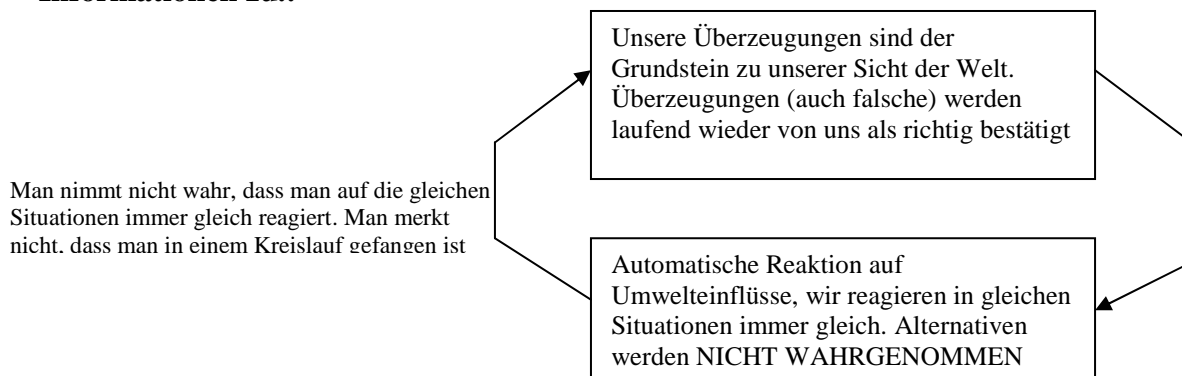 Unsere Überzeugungen sind der
Grundstein zu unserer Sicht der Welt.
Überzeugungen (auch falsche) werden
laufend wieder von uns als richtig bestätigt
Man nimmt nicht wahr, dass man auf die gleichen
Situationen immer gleich reagiert. Man merkt
nicht, dass man in einem Kreislauf gefangen ist
Automatische Reaktion auf
Umwelteinflüsse, wir reagieren in gleichen
Situationen immer gleich. Alternativen
werden NICHT WAHRGENOMMEN